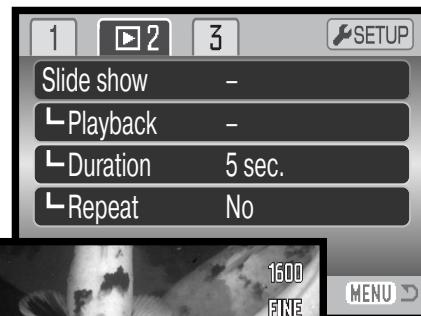 1 2 3 SETUP
Slide show –
Playback –
Duration 5 sec.
Repeat No
1600
FINE
MENU